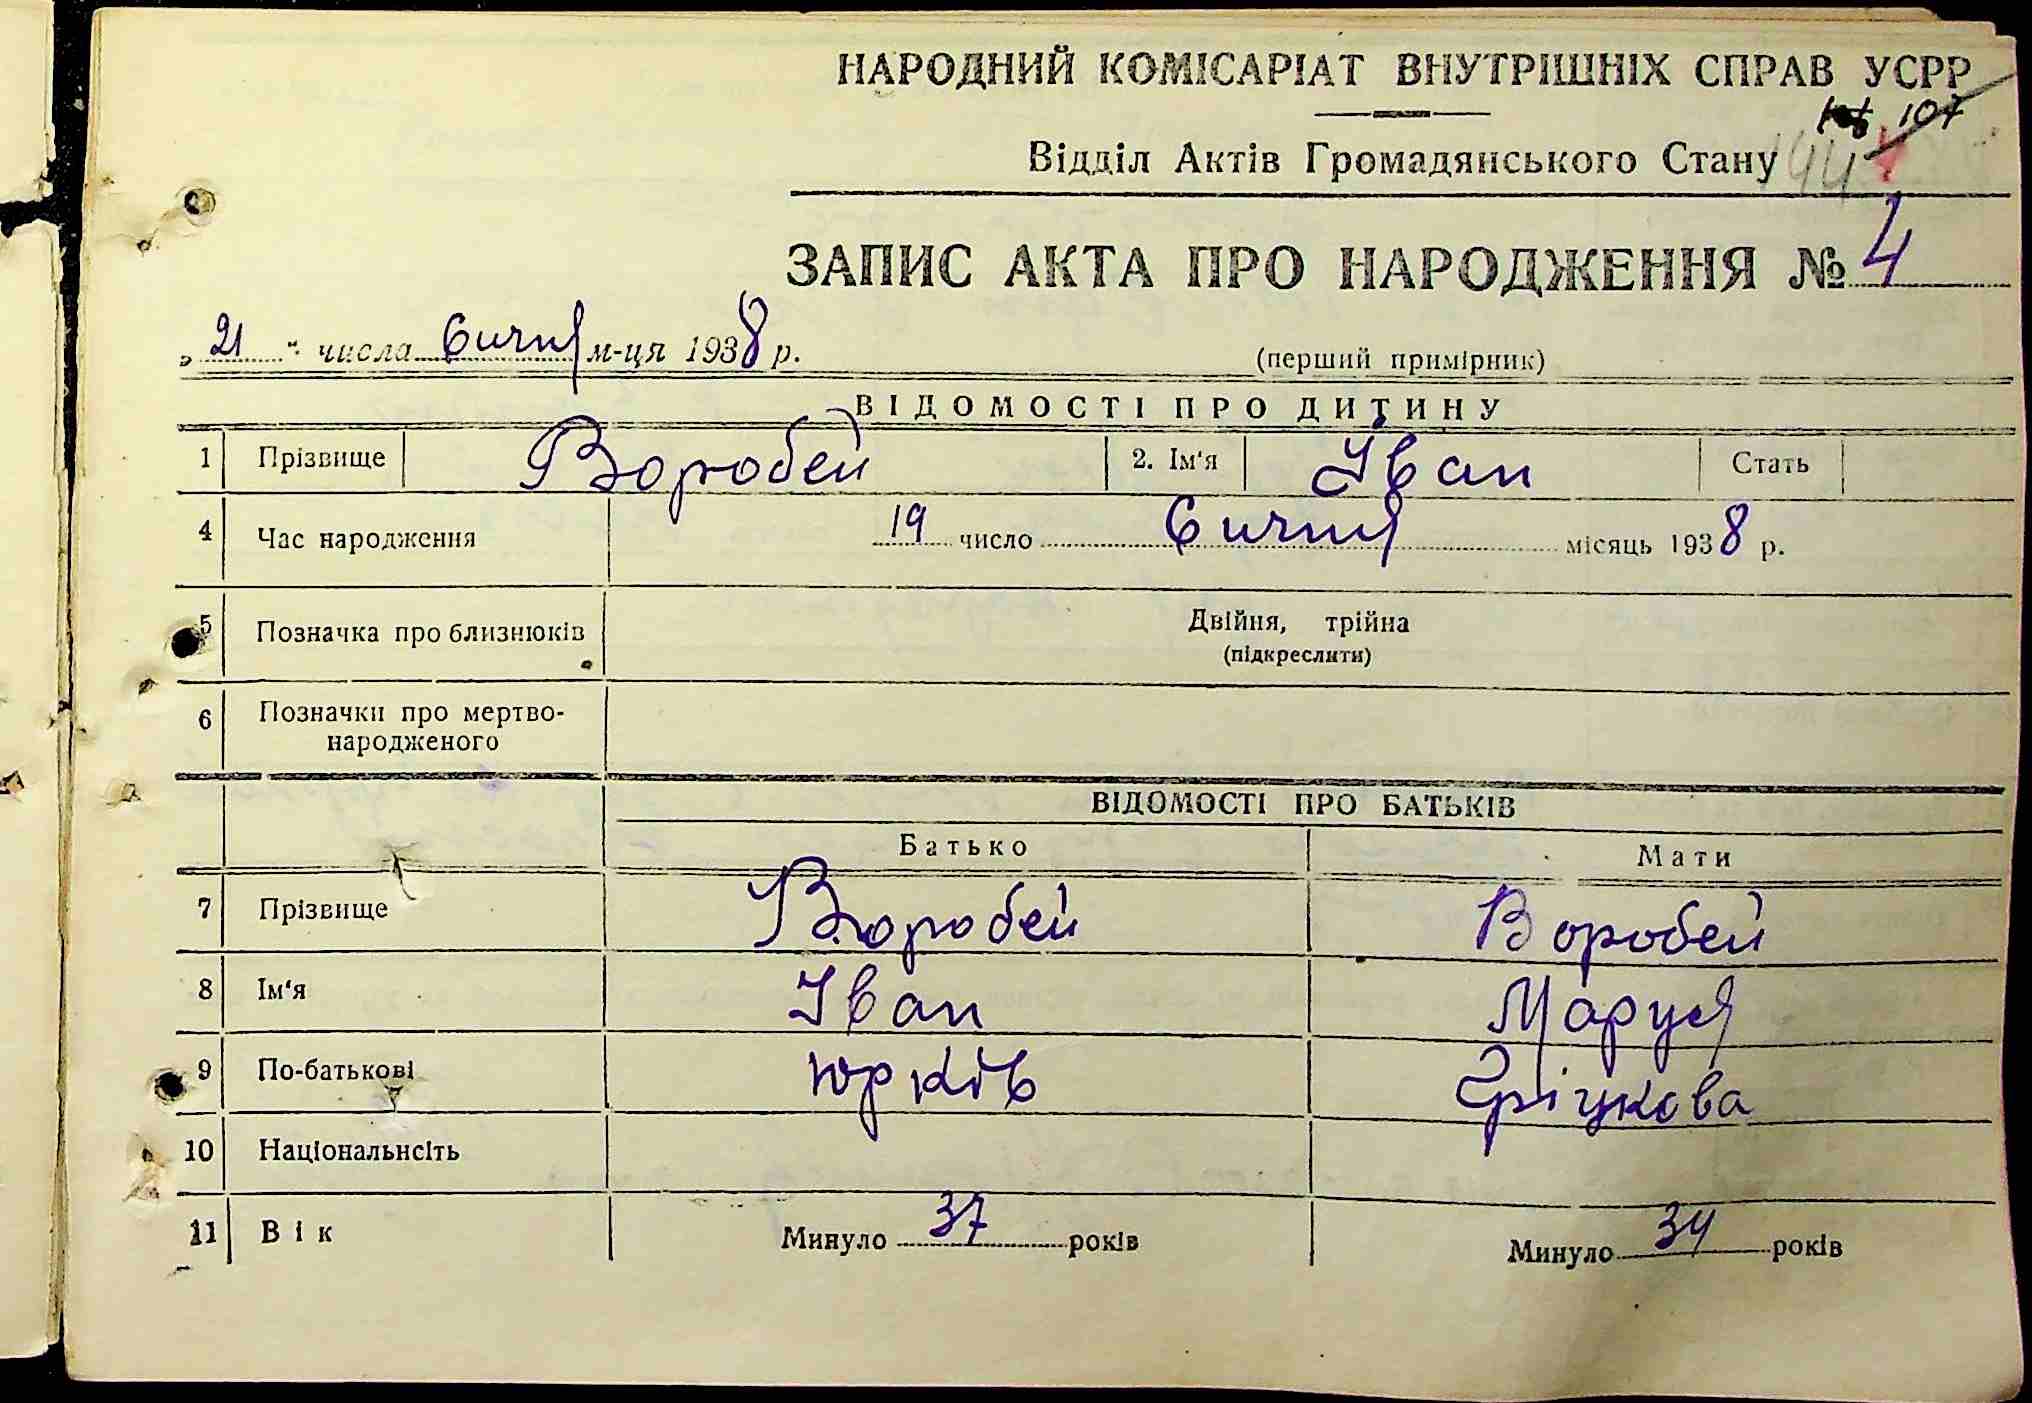 НАРОДНИЙ КОМІСАРІАТ ВНУТРІШНІХ СПРАВ УСРР
107
Відділ Актів Громадянського Стану 144
ЗАПИС АКТА ПРО НАРОДЖЕННЯ № 4
„ 21 “ числа Січня м-ця 1938 р.
(перший примірник)
ВІДОМОСТІ ПРО ДИТИНУ
1 Прізвище Воробей 2. Ім‘я Іван Стать
4 Час народження 19 число Січня місяць 1938 р.
5 Позначка про близнюків Двійня, трійна
(підкреслити)
6 Позначки про мертво-
народженого
ВІДОМОСТІ ПРО БАТЬКІВ
Батько Мати
7 Прізвище Воробей Воробей
8 Ім‘я Іван Маруся
9 По-батькові Юрків Гріцкова
10 Національнсіть
11 Вік Минуло 37 років Минуло 34 років